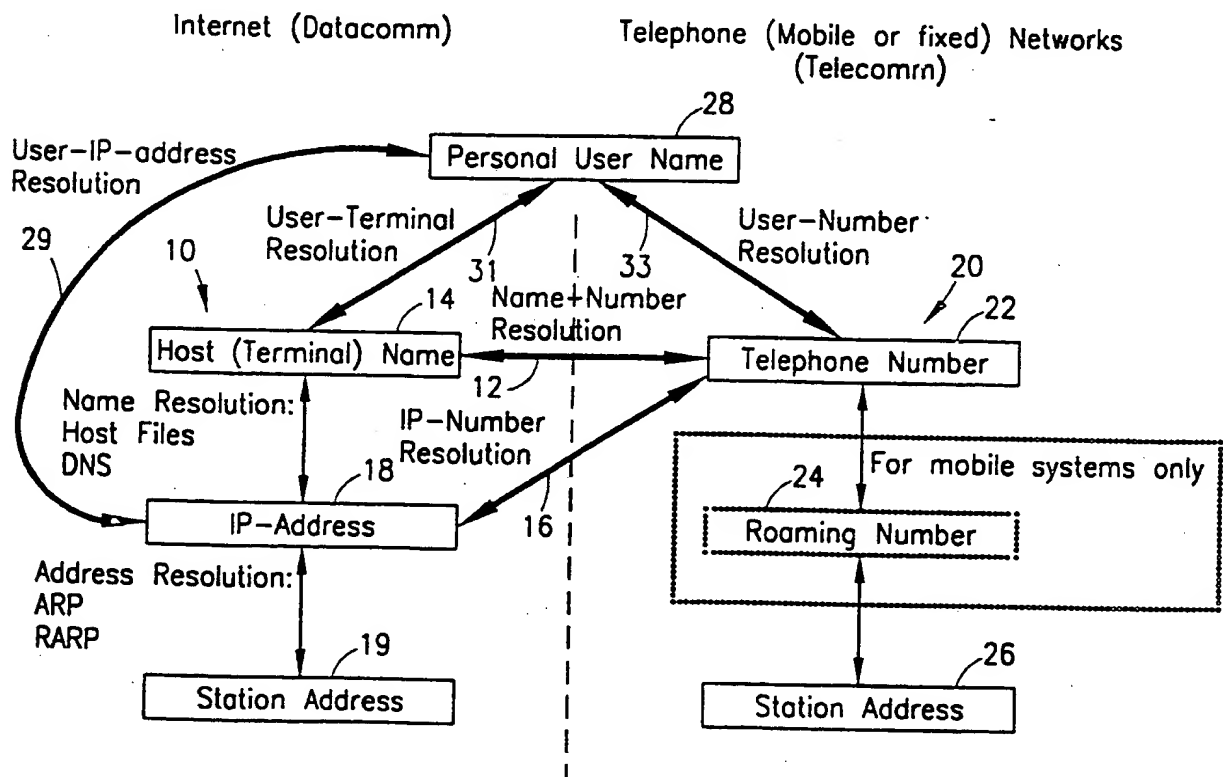 Internet (Datacomm)
Telephone (Mobile or fixed) Networks
(Telecomm)
28
Personal User Name
User-IP-address
Resolution
29
User-Terminal
Resolution
31
33
User-Number
Resolution
10
14
Name+Number
Resolution
20
22
Host (Terminal) Name
12
Telephone Number
Name Resolution:
Host Files
DNS
IP-Number
Resolution
16
For mobile systems only
18
IP-Address
24
Roaming Number
Address Resolution:
ARP
RARP
19
Station Address
26
Station Address